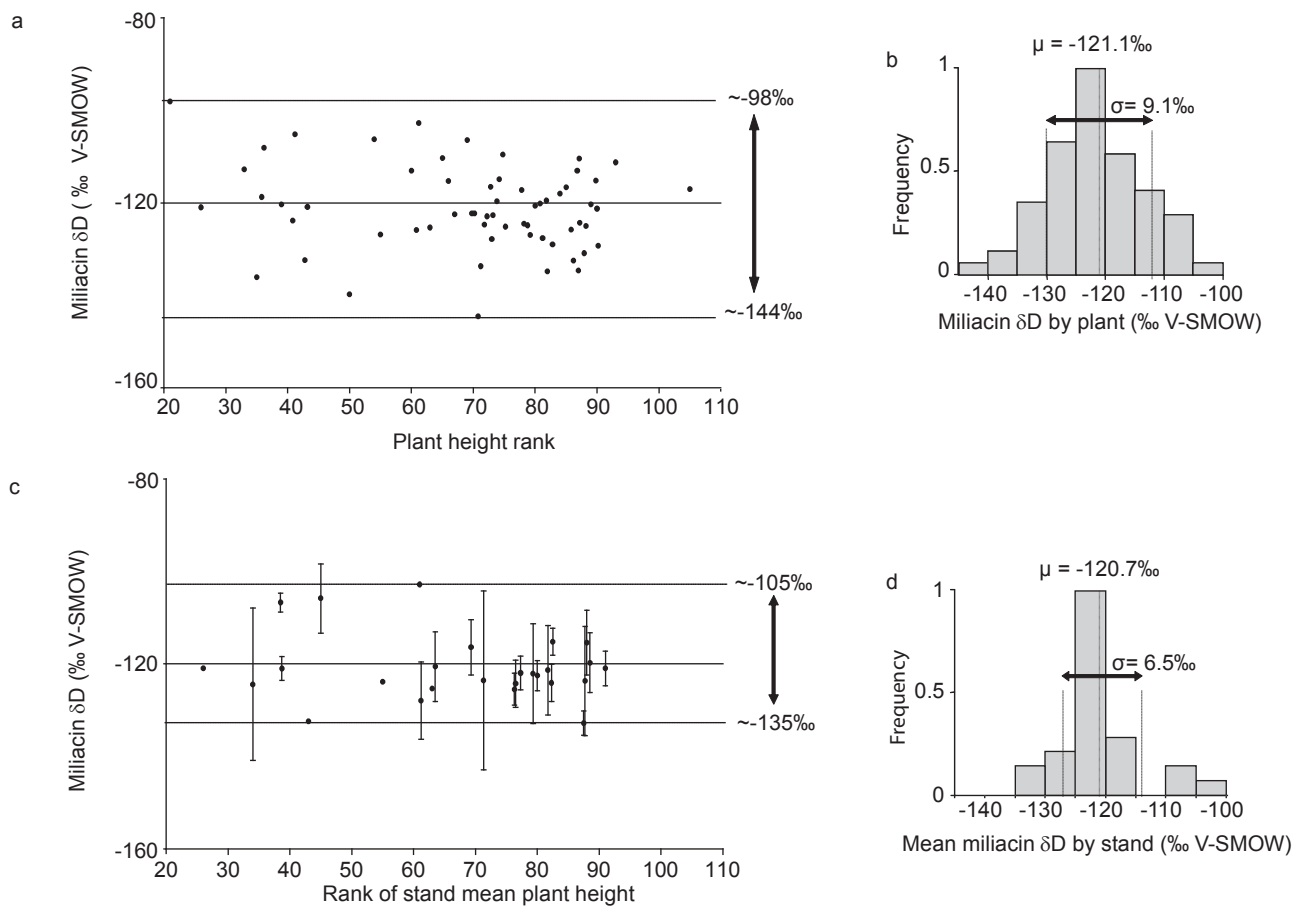 a
Miliacin δD ( ‰ V-SMOW)
-80
-120
-160
~-98‰
~-144‰
20 30 40 50 60 70 80 90 100 110
Plant height rank
b
μ = -121.1‰
σ= 9.1‰
Frequency
1
0.5
0
-140 -130 -120 -110 -100
Miliacin δD by plant (‰ V-SMOW)
c
Miliacin δD (‰ V-SMOW)
-80
-120
-160
~-105‰
~-135‰
20 30 40 50 60 70 80 90 100 110
Rank of stand mean plant height
d
μ = -120.7‰
σ= 6.5‰
Frequency
1
0.5
0
-140 -130 -120 -110 -100
Mean miliacin δD by stand (‰ V-SMOW)